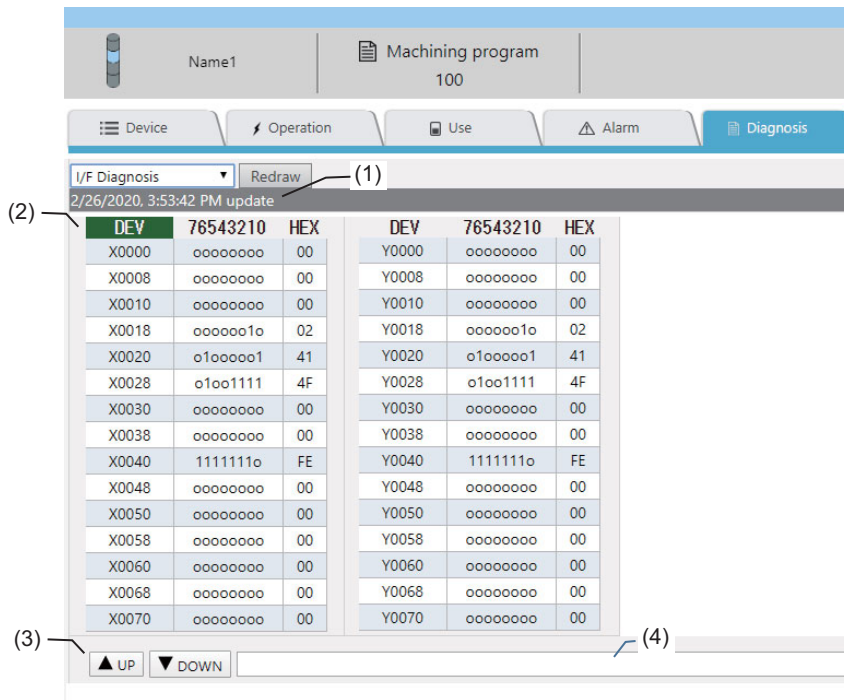 Name1
Machining program
100
Device
Operation
Use
Alarm
Diagnosis
I/F Diagnosis ▼ Redraw (1)
2/26/2020, 3:53:42 PM update
(2)
DEV 76543210 HEX DEV 76543210 HEX
X0000 oooooooo 00 Y0000 oooooooo 00
X0008 oooooooo 00 Y0008 oooooooo 00
X0010 oooooooo 00 Y0010 oooooooo 00
X0018 oooooo1o 02 Y0018 oooooo1o 02
X0020 o1ooooo1 41 Y0020 o1ooooo1 41
X0028 o1oo1111 4F Y0028 o1oo1111 4F
X0030 oooooooo 00 Y0030 oooooooo 00
X0038 oooooooo 00 Y0038 oooooooo 00
X0040 1111111o FE Y0040 1111111o FE
X0048 oooooooo 00 Y0048 oooooooo 00
X0050 oooooooo 00 Y0050 oooooooo 00
X0058 oooooooo 00 Y0058 oooooooo 00
X0060 oooooooo 00 Y0060 oooooooo 00
X0068 oooooooo 00 Y0068 oooooooo 00
X0070 oooooooo 00 Y0070 oooooooo 00
(3) (4)
▲ UP ▼ DOWN